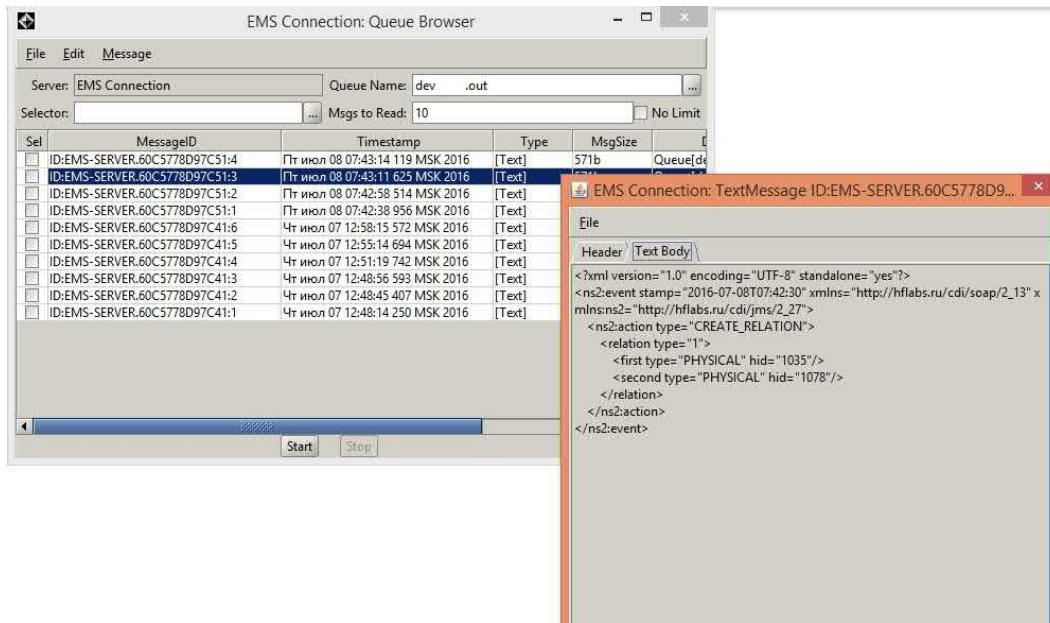 EMS Connection: Queue Browser
File Edit Message
Server: EMS Connection Queue Name: dev .out ...
Selector: ... Msgs to Read: 10 No Limit
Sel MessageID Timestamp Type MsgSize
ID:EMS-SERVER.60C5778D97C51:4 Пт июл 08 07:43:14 119 MSK 2016 [Text] 571b Queue[de
ID:EMS-SERVER.60C5778D97C51:3 Пт июл 08 07:43:11 625 MSK 2016 [Text]
ID:EMS-SERVER.60C5778D97C51:2 Пт июл 08 07:42:58 514 MSK 2016 [Text]
ID:EMS-SERVER.60C5778D97C51:1 Пт июл 08 07:42:38 956 MSK 2016 [Text]
ID:EMS-SERVER.60C5778D97C41:6 Чт июл 07 12:58:15 572 MSK 2016 [Text]
ID:EMS-SERVER.60C5778D97C41:5 Чт июл 07 12:55:14 694 MSK 2016 [Text]
ID:EMS-SERVER.60C5778D97C41:4 Чт июл 07 12:51:19 742 MSK 2016 [Text]
ID:EMS-SERVER.60C5778D97C41:3 Чт июл 07 12:48:56 593 MSK 2016 [Text]
ID:EMS-SERVER.60C5778D97C41:2 Чт июл 07 12:48:45 407 MSK 2016 [Text]
ID:EMS-SERVER.60C5778D97C41:1 Чт июл 07 12:48:14 250 MSK 2016 [Text]
Start Stop
EMS Connection: TextMessage ID:EMS-SERVER.60C5778D9...
File
Header Text Body
<?xml version="1.0" encoding="UTF-8" standalone="yes"?>
<ns2:event stamp="2016-07-08T07:42:30" xmlns="http://hflabs.ru/cdi/soap/2_13" x
mlns:ns2="http://hflabs.ru/cdi/jms/2_27">
<ns2:action type="CREATE_RELATION">
<relation type="1">
<first type="PHYSICAL" hid="1035"/>
<second type="PHYSICAL" hid="1078"/>
</relation>
</ns2:action>
</ns2:event>